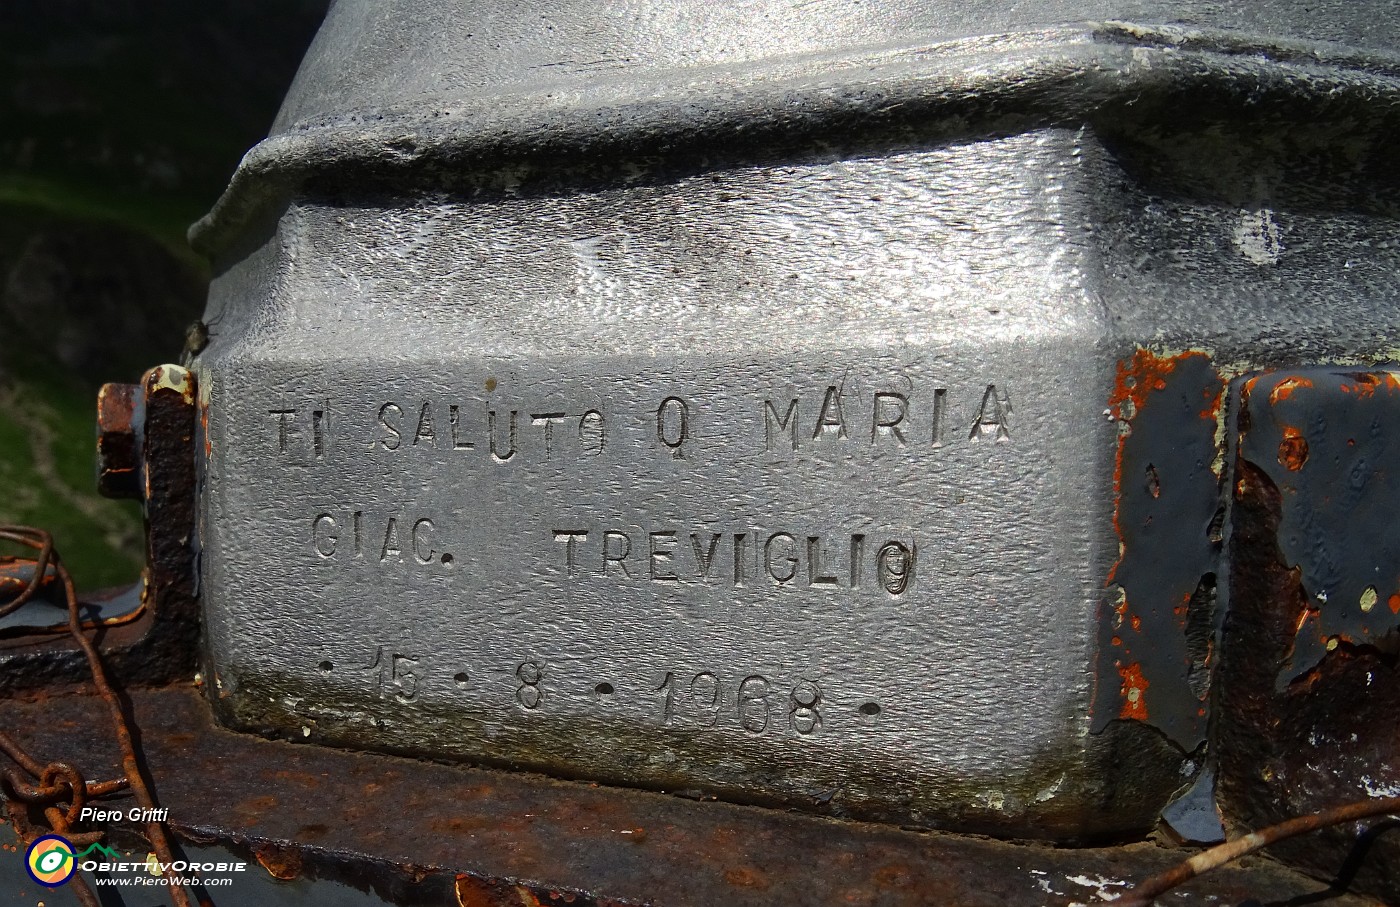 TI SALUTO O MARIA
GIAC. TREVIGLIO
· 15 · 8 · 1968 ·
Piero Gritti
OBIETTIVOROBIE
www.PieroWeb.com